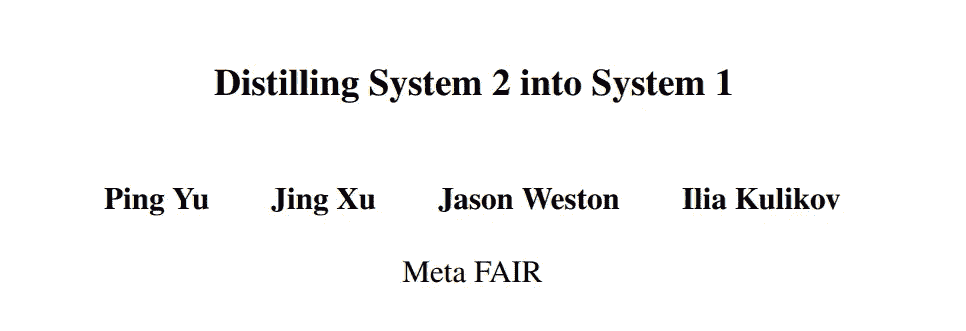 Distilling System 2 into System 1
Ping Yu Jing Xu Jason Weston Ilia Kulikov
Meta FAIR